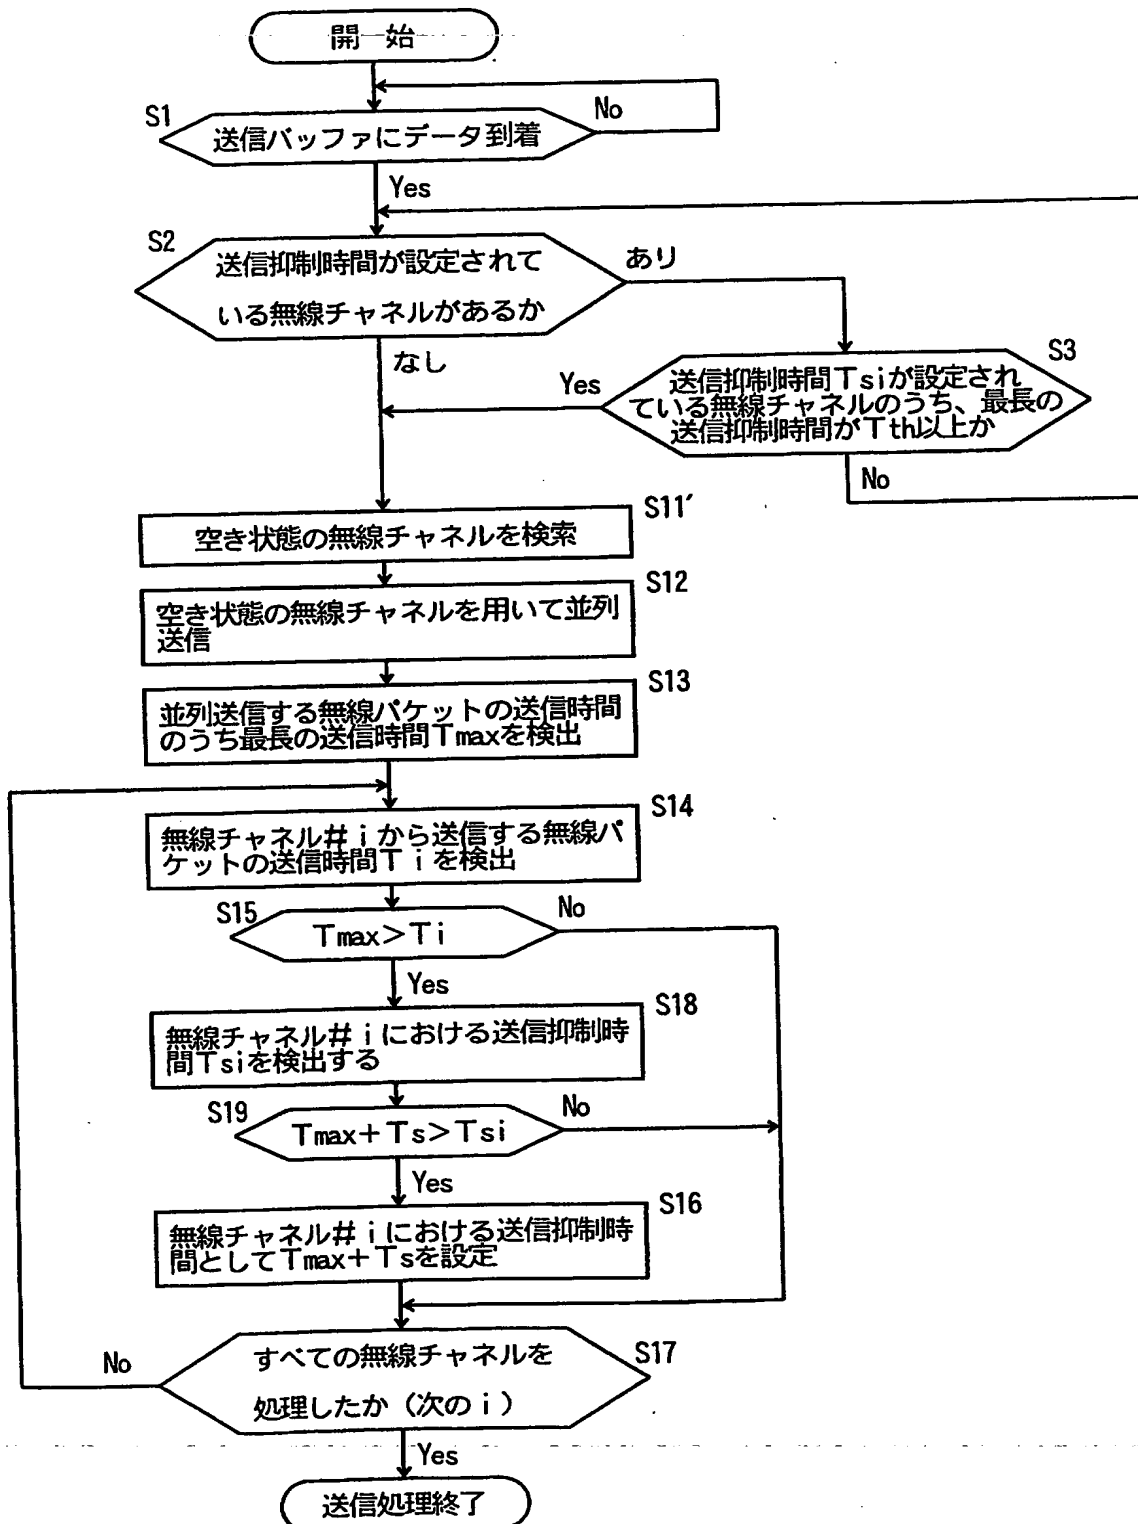 開始
S1
送信バッファにデータ到着
No
Yes
S2
送信抑制時間が設定されて
いる無線チャネルがあるか
あり
なし
S3
送信抑制時間Tsiが設定され
ている無線チャネルのうち、最長の
送信抑制時間がTth以上か
Yes
No
S11´
空き状態の無線チャネルを検索
S12
空き状態の無線チャネルを用いて並列
送信
S13
並列送信する無線パケットの送信時間
のうち最長の送信時間Tmaxを検出
S14
無線チャネル#iから送信する無線パ
ケットの送信時間Tiを検出
S15
Tmax>Ti
No
Yes
S18
無線チャネル#iにおける送信抑制時
間Tsiを検出する
S19
Tmax+Ts>Tsi
No
Yes
S16
無線チャネル#iにおける送信抑制時
間としてTmax+Tsを設定
S17
すべての無線チャネルを
処理したか(次のi)
No
Yes
送信処理終了